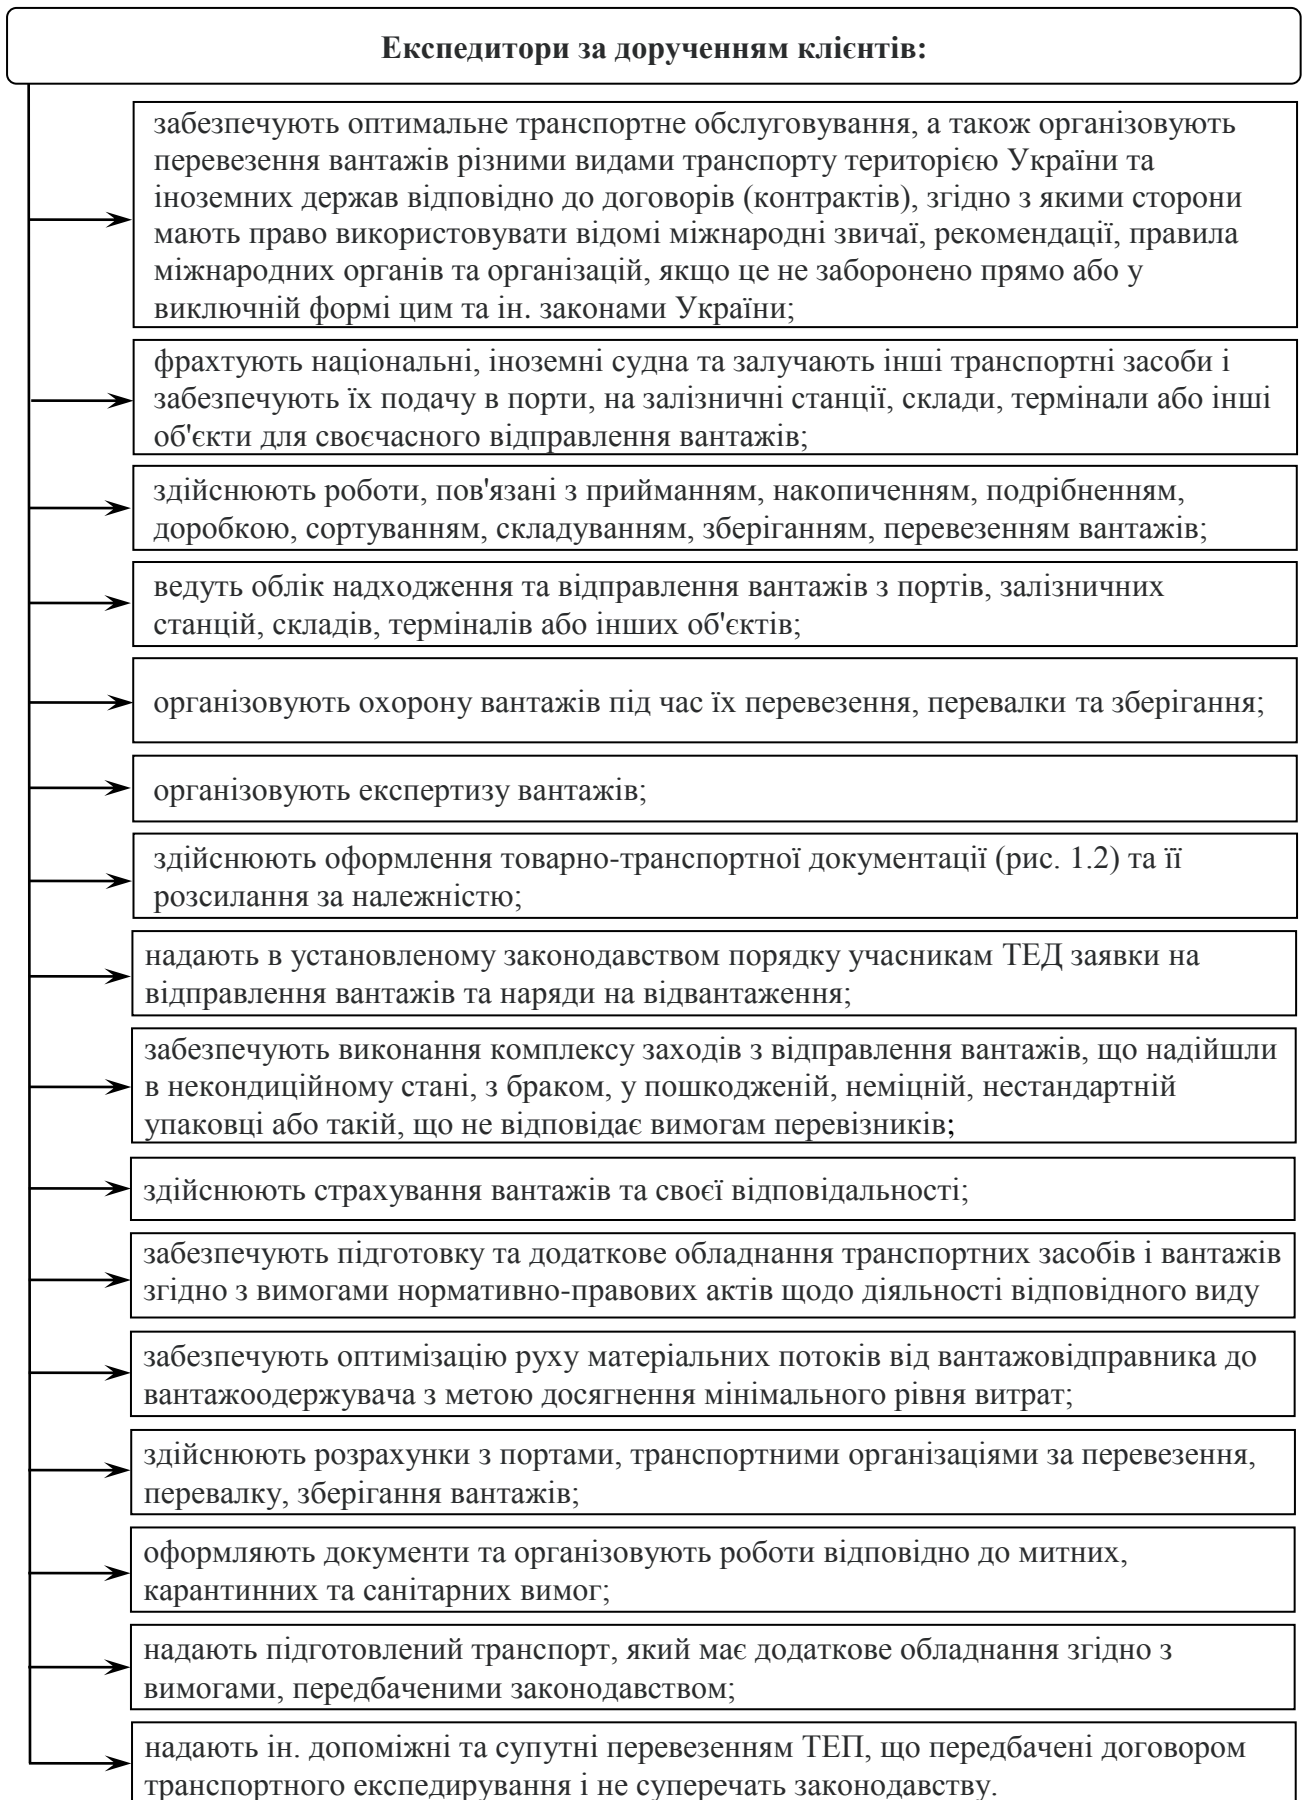 Експедитори за дорученням клієнтів:
забезпечують оптимальне транспортне обслуговування, а також організовують
перевезення вантажів різними видами транспорту територією України та
іноземних держав відповідно до договорів (контрактів), згідно з якими сторони
мають право використовувати відомі міжнародні звичаї, рекомендації, правила
міжнародних органів та організацій, якщо це не заборонено прямо або у
виключній формі цим та ін. законами України;
фрахтують національні, іноземні судна та залучають інші транспортні засоби і
забезпечують їх подачу в порти, на залізничні станції, склади, термінали або інші
об'єкти для своєчасного відправлення вантажів;
здійснюють роботи, пов'язані з прийманням, накопиченням, подрібненням,
доробкою, сортуванням, складуванням, зберіганням, перевезенням вантажів;
ведуть облік надходження та відправлення вантажів з портів, залізничних
станцій, складів, терміналів або інших об'єктів;
організовують охорону вантажів під час їх перевезення, перевалки та зберігання;
організовують експертизу вантажів;
здійснюють оформлення товарно-транспортної документації (рис. 1.2) та її
розсилання за належністю;
надають в установленому законодавством порядку учасникам ТЕД заявки на
відправлення вантажів та наряди на відвантаження;
забезпечують виконання комплексу заходів з відправлення вантажів, що надійшли
в некондиційному стані, з браком, у пошкодженій, неміцній, нестандартній
упаковці або такій, що не відповідає вимогам перевізників;
здійснюють страхування вантажів та своєї відповідальності;
забезпечують підготовку та додаткове обладнання транспортних засобів і вантажів
згідно з вимогами нормативно-правових актів щодо діяльності відповідного виду
забезпечують оптимізацію руху матеріальних потоків від вантажовідправника до
вантажоодержувача з метою досягнення мінімального рівня витрат;
здійснюють розрахунки з портами, транспортними організаціями за перевезення,
перевалку, зберігання вантажів;
оформляють документи та організовують роботи відповідно до митних,
карантинних та санітарних вимог;
надають підготовлений транспорт, який має додаткове обладнання згідно з
вимогами, передбаченими законодавством;
надають ін. допоміжні та супутні перевезенням ТЕП, що передбачені договором
транспортного експедирування і не суперечать законодавству.